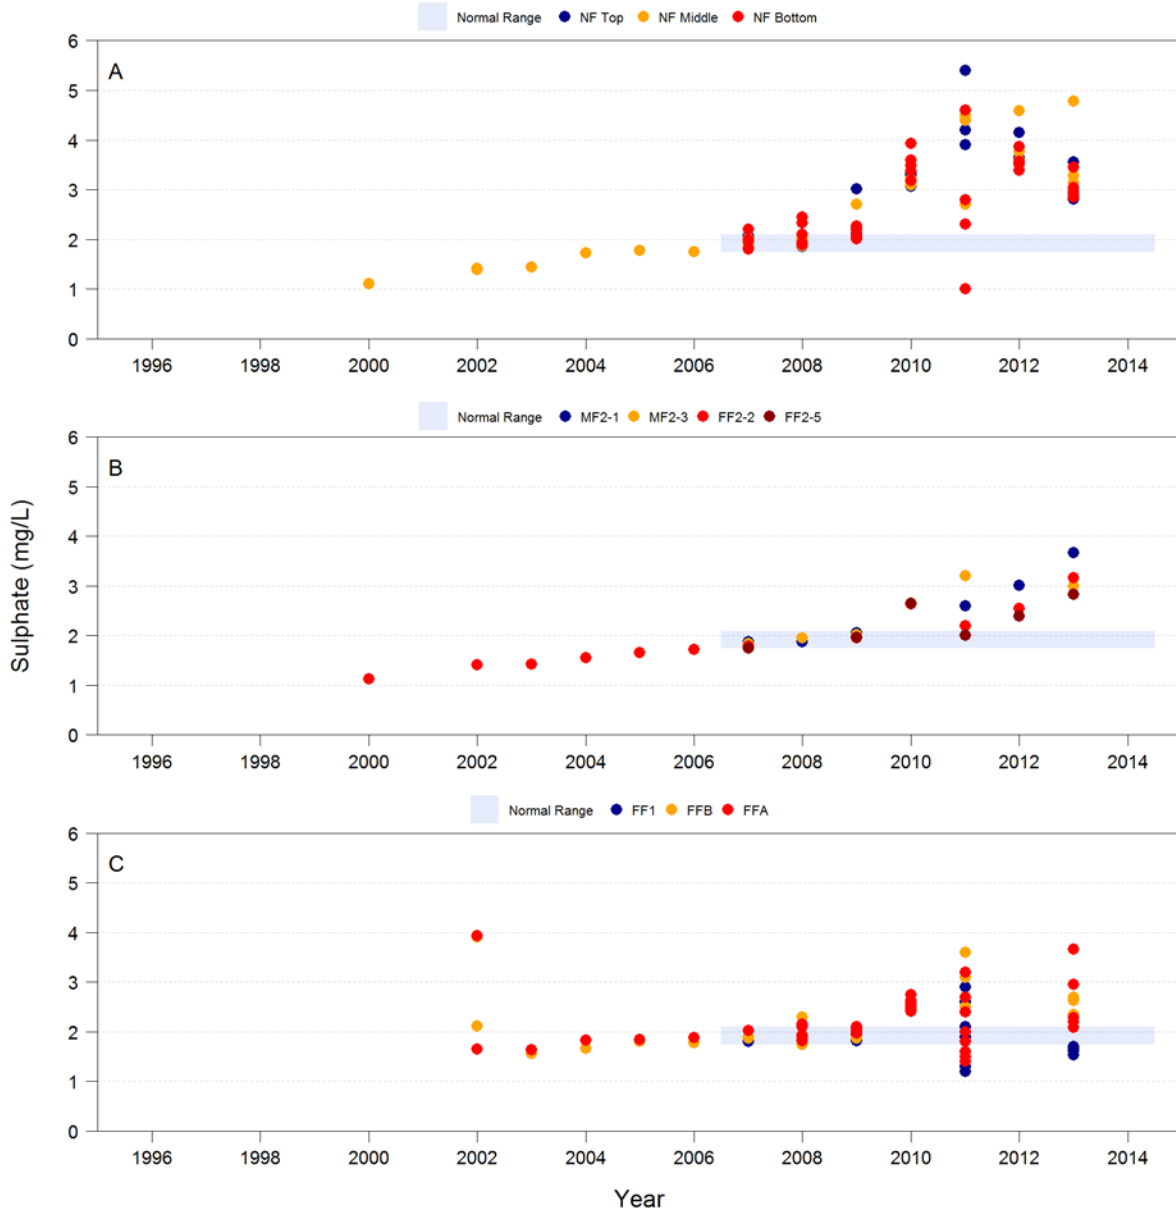 Normal Range NF Top NF Middle NF Bottom
A
6
5
4
3
2
1
0
1996 1998 2000 2002 2004 2006 2008 2010 2012 2014
Normal Range MF2-1 MF2-3 FF2-2 FF2-5
B
6
5
4
3
2
1
0
1996 1998 2000 2002 2004 2006 2008 2010 2012 2014
Sulphate (mg/L)
Normal Range FF1 FFB FFA
C
6
5
4
3
2
1
0
1996 1998 2000 2002 2004 2006 2008 2010 2012 2014
Year